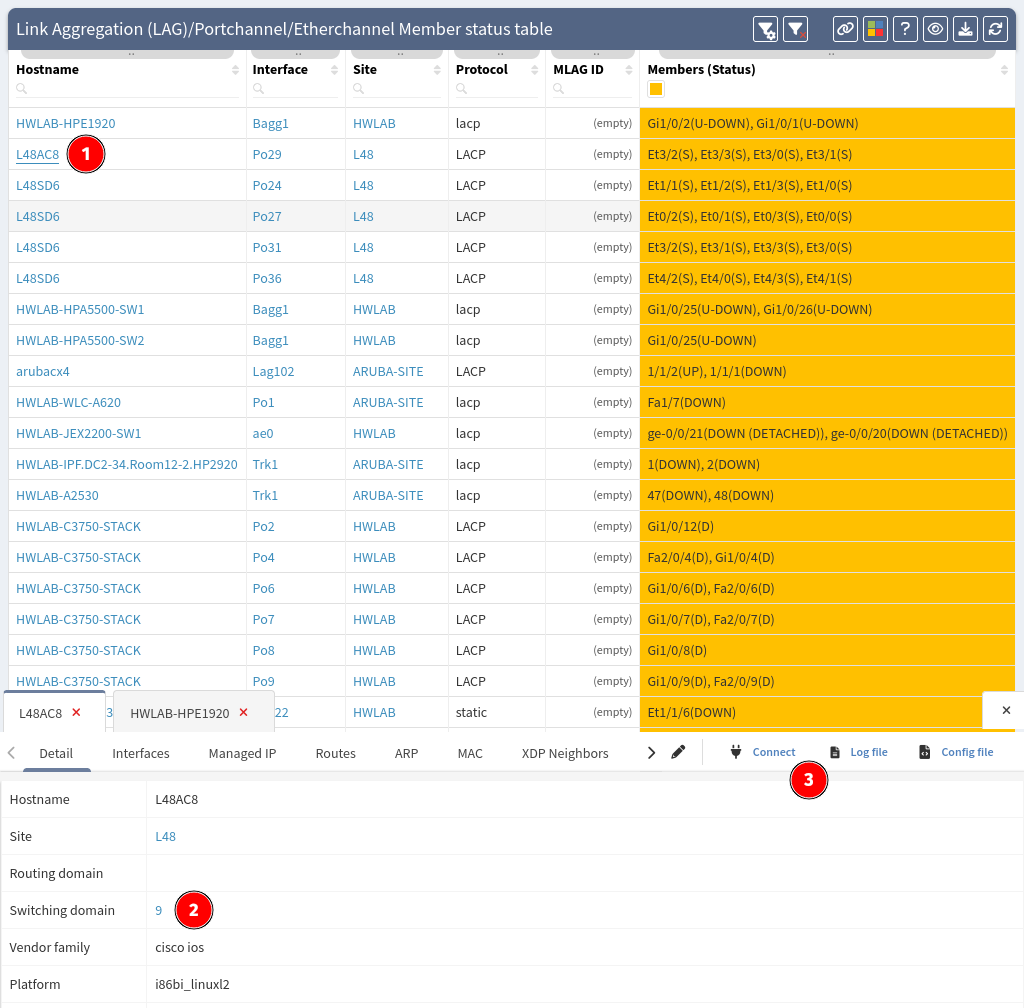 Link Aggregation (LAG)/Portchannel/Etherchannel Member status table
Hostname Interface Site Protocol MLAG ID Members (Status)
HWLAB-HPE1920 Bagg1 HWLAB lacp (empty) Gi1/0/2(U-DOWN), Gi1/0/1(U-DOWN)
L48AC8 1 Po29 L48 LACP (empty) Et3/2(S), Et3/3(S), Et3/0(S), Et3/1(S)
L48SD6 Po24 L48 LACP (empty) Et1/1(S), Et1/2(S), Et1/3(S), Et1/0(S)
L48SD6 Po27 L48 LACP (empty) Et0/2(S), Et0/1(S), Et0/3(S), Et0/0(S)
L48SD6 Po31 L48 LACP (empty) Et3/2(S), Et3/1(S), Et3/3(S), Et3/0(S)
L48SD6 Po36 L48 LACP (empty) Et4/2(S), Et4/0(S), Et4/3(S), Et4/1(S)
HWLAB-HPA5500-SW1 Bagg1 HWLAB lacp (empty) Gi1/0/25(U-DOWN), Gi1/0/26(U-DOWN)
HWLAB-HPA5500-SW2 Bagg1 HWLAB lacp (empty) Gi1/0/25(U-DOWN)
arubacx4 Lag102 ARUBA-SITE LACP (empty) 1/1/2(UP), 1/1/1(DOWN)
HWLAB-WLC-A620 Po1 ARUBA-SITE lacp (empty) Fa1/7(DOWN)
HWLAB-JEX2200-SW1 ae0 HWLAB lacp (empty) ge-0/0/21(DOWN (DETACHED)), ge-0/0/20(DOWN (DETACHED))
HWLAB-IPF.DC2-34.Room12-2.HP2920 Trk1 ARUBA-SITE lacp (empty) 1(DOWN), 2(DOWN)
HWLAB-A2530 Trk1 ARUBA-SITE lacp (empty) 47(DOWN), 48(DOWN)
HWLAB-C3750-STACK Po2 HWLAB LACP (empty) Gi1/0/12(D)
HWLAB-C3750-STACK Po4 HWLAB LACP (empty) Fa2/0/4(D), Gi1/0/4(D)
HWLAB-C3750-STACK Po6 HWLAB LACP (empty) Gi1/0/6(D), Fa2/0/6(D)
HWLAB-C3750-STACK Po7 HWLAB LACP (empty) Gi1/0/7(D), Fa2/0/7(D)
HWLAB-C3750-STACK Po8 HWLAB LACP (empty) Gi1/0/8(D)
HWLAB-C3750-STACK Po9 HWLAB LACP (empty) Gi1/0/9(D), Fa2/0/9(D)
L48AC8 3 HWLAB-HPE1920 22 HWLAB static (empty) Et1/1/6(DOWN)
Detail Interfaces Managed IP Routes ARP MAC XDP Neighbors Connect Log file Config file
3
Hostname L48AC8
Site L48
Routing domain
Switching domain 9 2
Vendor family cisco ios
Platform i86bi_linuxl2